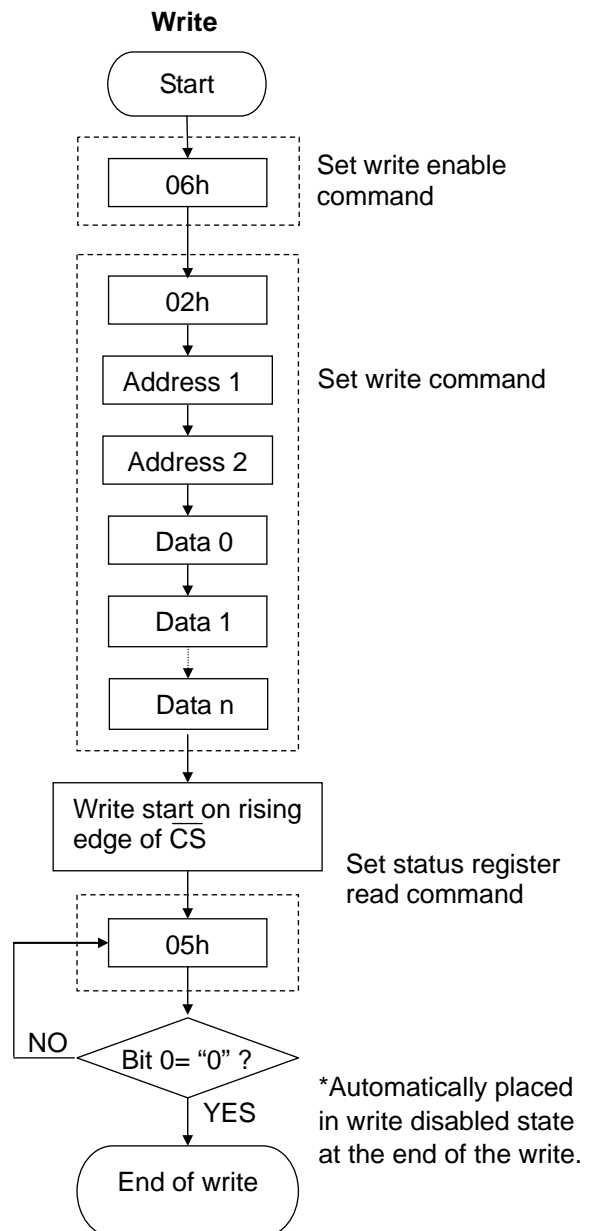 Write
Start
06h
Set write enable
command
02h
Address 1
Set write command
Address 2
Data 0
Data 1
Data n
Write start on rising
edge of C̅S̅
Set status register
read command
05h
NO
Bit 0= “0” ?
YES
*Automatically placed
in write disabled state
at the end of the write.
End of write